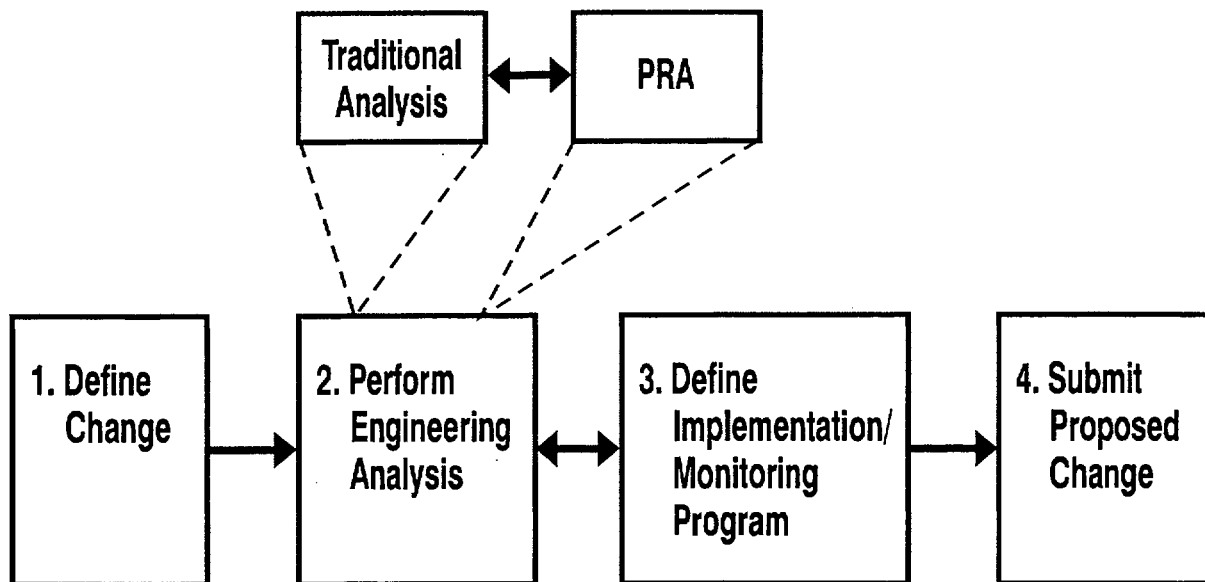 Traditional
Analysis
PRA
1. Define
Change
2. Perform
Engineering
Analysis
3. Define
Implementation/
Monitoring
Program
4. Submit
Proposed
Change